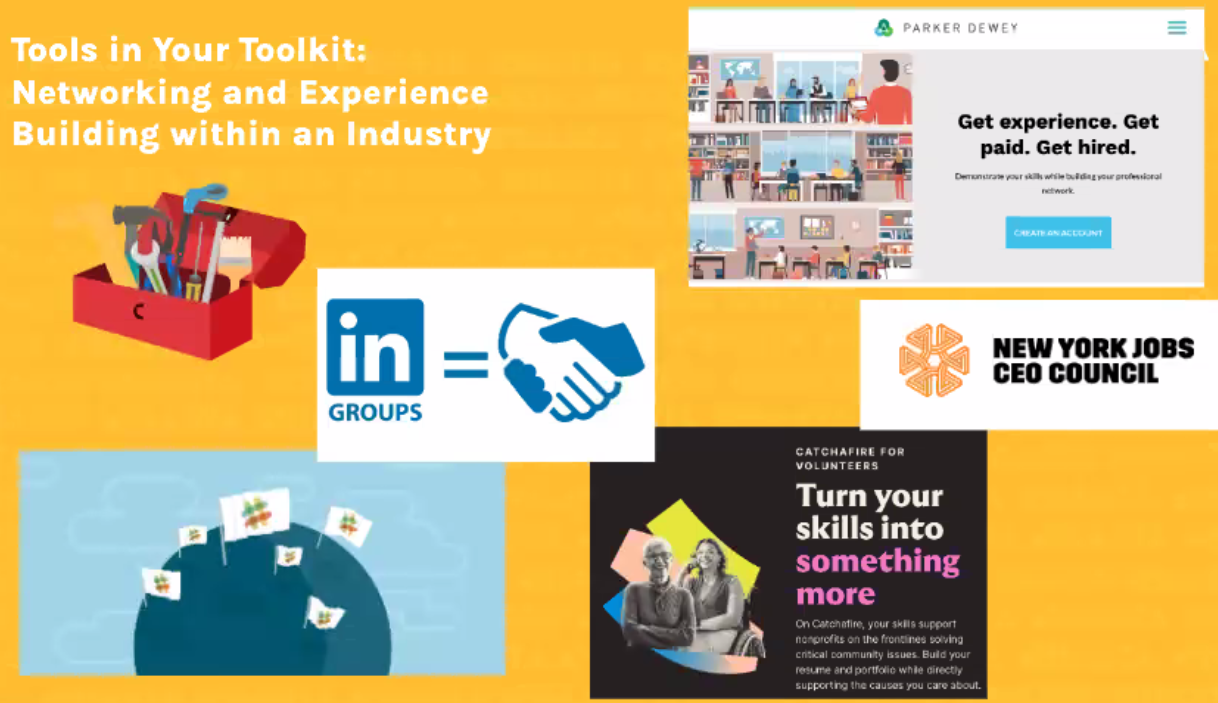 Tools in Your Toolkit:
Networking and Experience
Building within an Industry
PARKER DEWEY
Get experience. Get
paid. Get hired.
Demonstrate your skills while building your professional
network.
CREATE AN ACCOUNT
in
GROUPS
=
NEW YORK JOBS
CEO COUNCIL
CATCHAFIRE FOR
VOLUNTEERS
Turn your
skills into
something
more
On Catchafire, your skills support
nonprofits on the frontlines solving
critical community issues. Build your
resume and portfolio while directly
supporting the causes you care about.